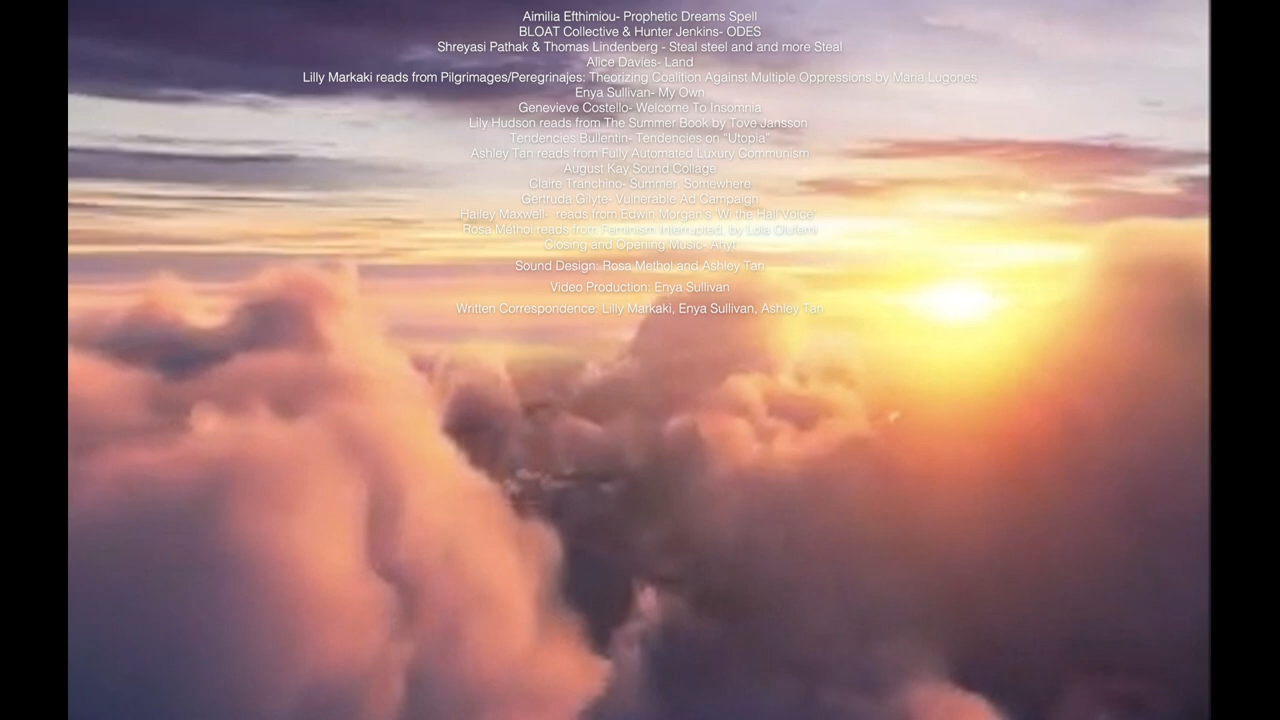 Aimilia Efthimiou- Prophetic Dreams Spell
BLOAT Collective & Hunter Jenkins- ODES
Shreyasi Pathak & Thomas Lindenberg - Steal steel and and more Steal
Alice Davies- Land
Lilly Markaki reads from Pilgrimages/Peregrinajes: Theorizing Coalition Against Multiple Oppressions by Maria Lugones
Enya Sullivan- My Own
Genevieve Costello- Welcome To Insomnia
Lily Hudson reads from The Summer Book by Tove Jansson
Tendencies Bullentin- Tendencies on "Utopia"
Ashley Tan reads from Fully Automated Luxury Communism
August Kay Sound Collage
Claire Tranchino- Summer, Somewhere
Gertruda Gilyte- Vulnerable Ad Campaign
Hailey Maxwell- reads from Edwin Morgan's 'Wi the Haill Voice'
Rosa Methol reads from Feminism Interrupted, by Lola Olufemi
Closing and Opening Music-
Sound Design: Rosa Methol and Ashley Tan
Video Production: Enya Sullivan
Written Correspondence: Lilly Markaki, Enya Sullivan, Ashley Tan